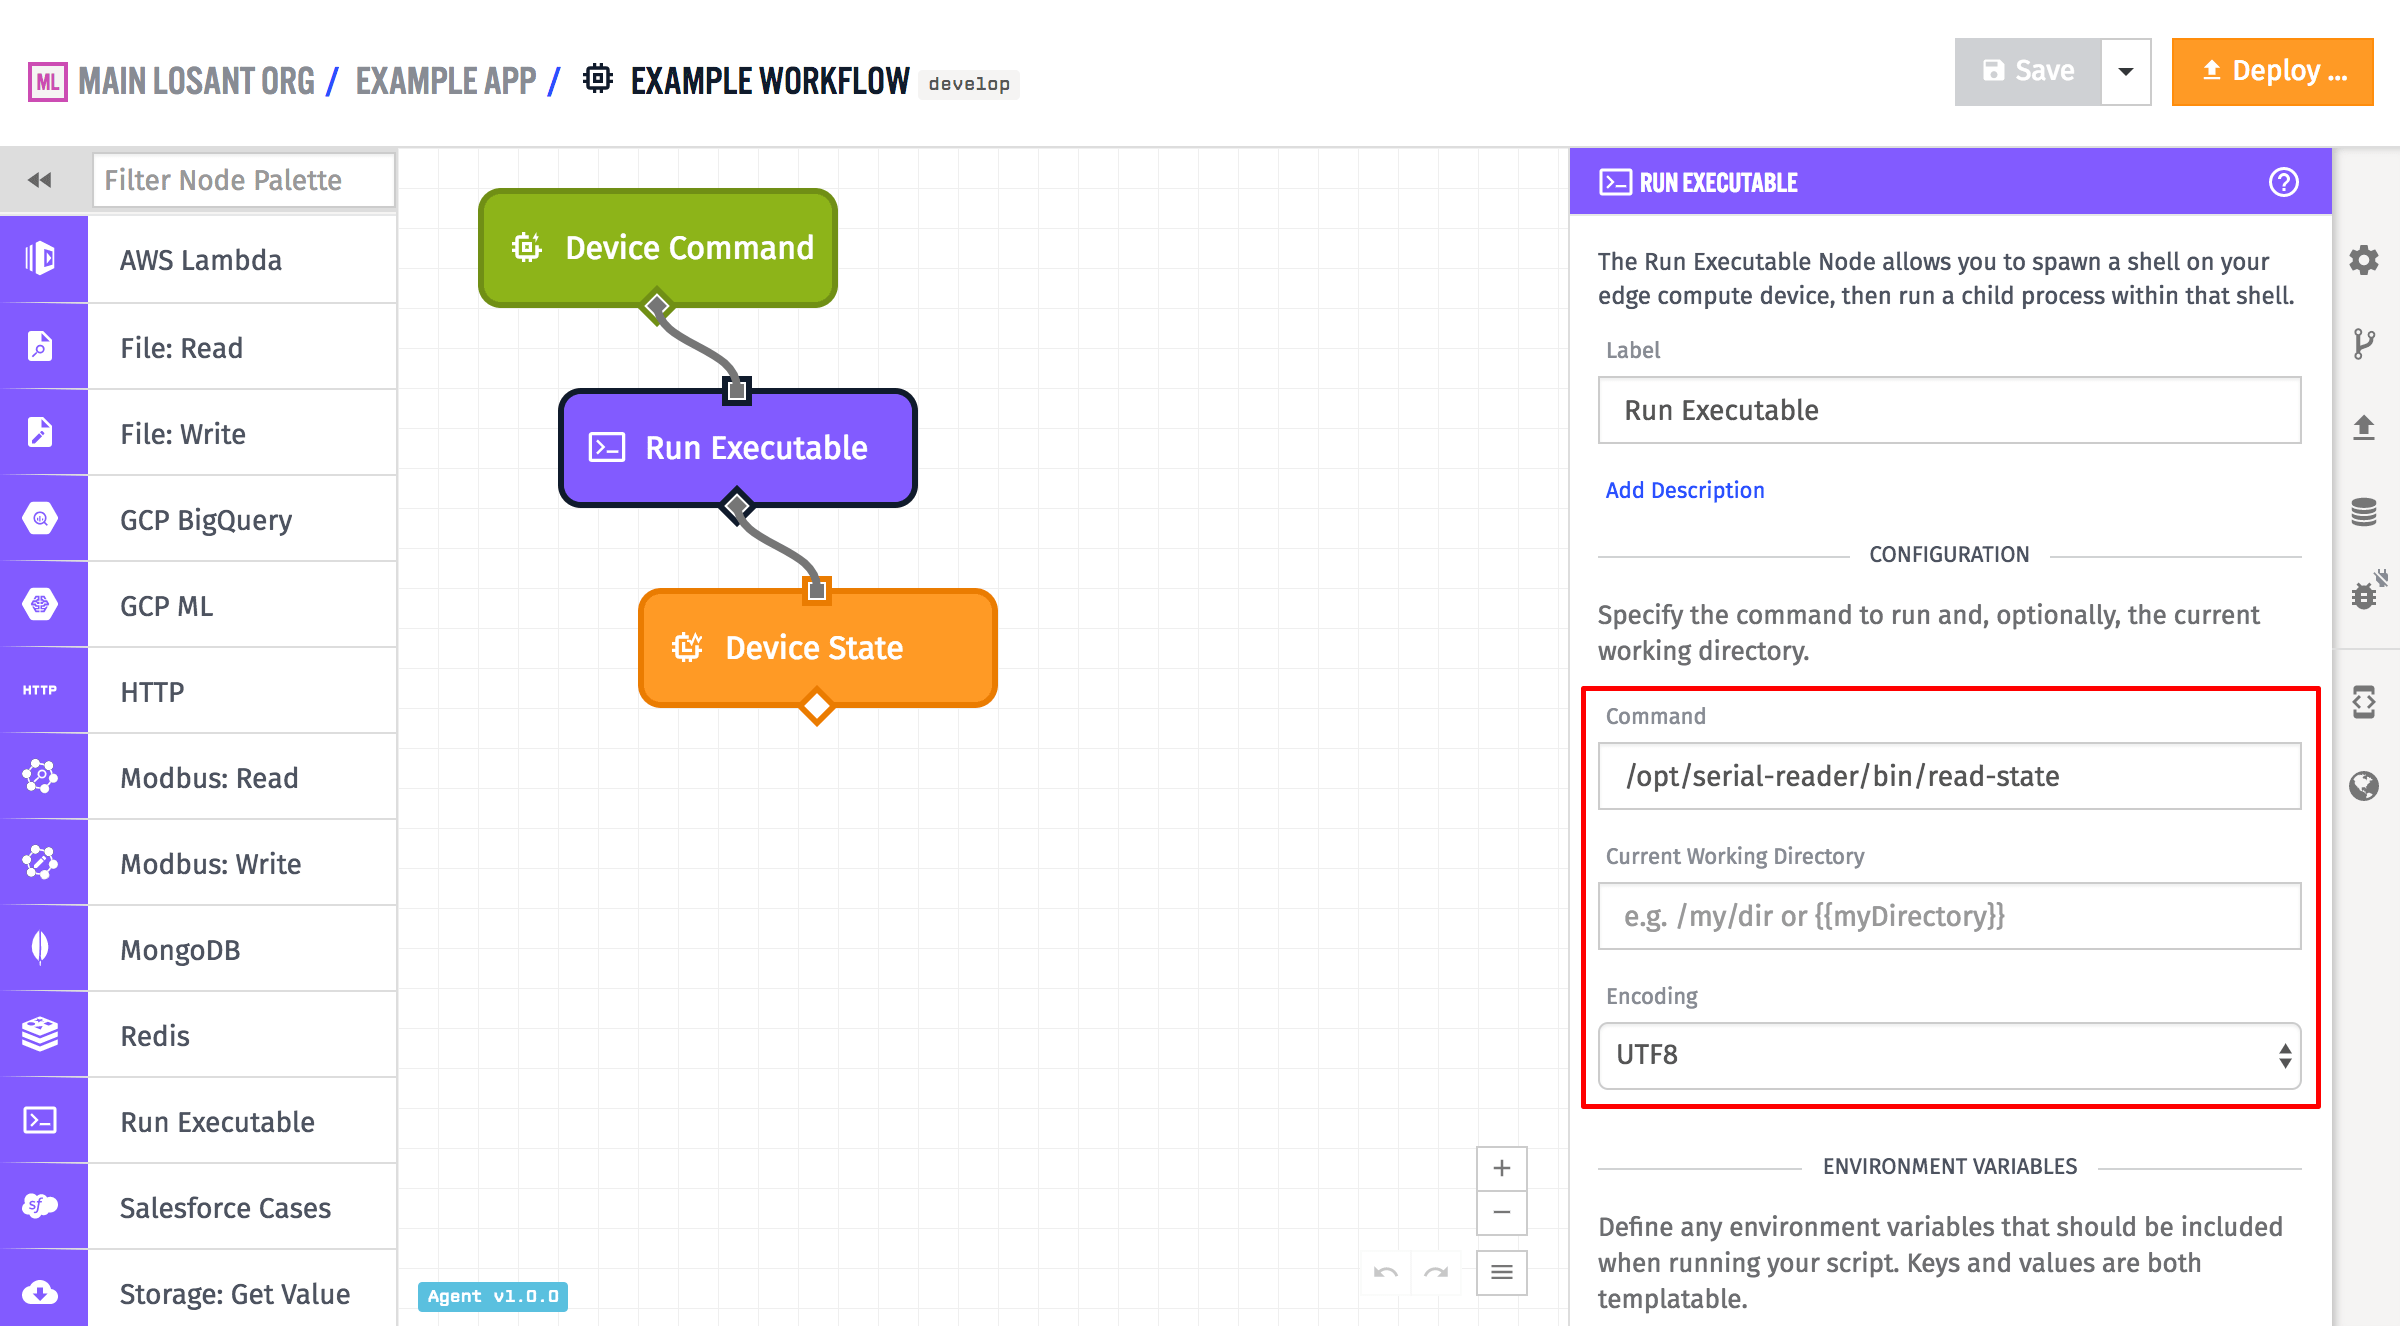 ML MAIN LOSANT ORG / EXAMPLE APP / EXAMPLE WORKFLOW develop
Save
Deploy ...
Filter Node Palette
AWS Lambda
File: Read
File: Write
GCP BigQuery
GCP ML
HTTP HTTP
Modbus: Read
Modbus: Write
MongoDB
Redis
Run Executable
sf Salesforce Cases
Storage: Get Value
Device Command
Run Executable
Device State
Agent v1.0.0
RUN EXECUTABLE
The Run Executable Node allows you to spawn a shell on your
edge compute device, then run a child process within that shell.
Label
Run Executable
Add Description
CONFIGURATION
Specify the command to run and, optionally, the current
working directory.
Command
/opt/serial-reader/bin/read-state
Current Working Directory
e.g. /my/dir or {{myDirectory}}
Encoding
UTF8
ENVIRONMENT VARIABLES
Define any environment variables that should be included
when running your script. Keys and values are both
templatable.